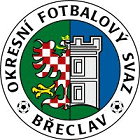 OKRESNÍ FOTBALOVÝ SVAZ
BŘECLAV